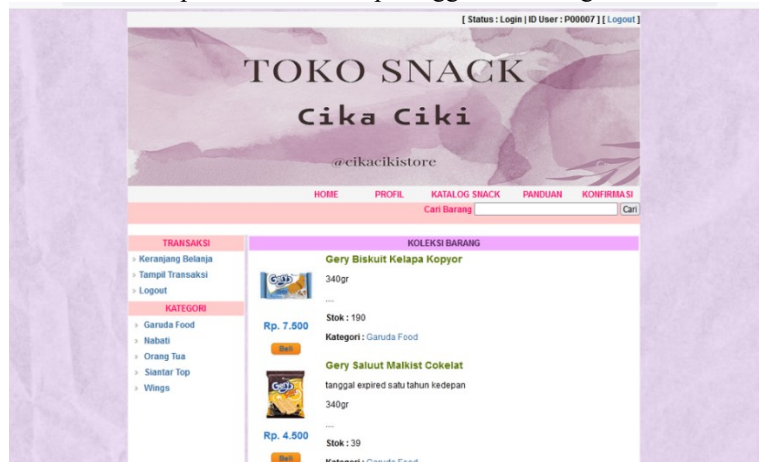 [ Status : Login | ID User : P00007 ] [ Logout ]
TOKO SNACK
Cika Ciki
@cikacikistore
HOME PROFIL KATALOG SNACK PANDUAN KONFIRMASI
Cari Barang Cari
TRANSAKSI
Keranjang Belanja
Tampil Transaksi
Logout
KATEGORI
Garuda Food
Nabati
Orang Tua
Siantar Top
Wings
KOLEKSI BARANG
Gery Biskuit Kelapa Kopyor
340gr
....
Rp. 7.500
Stok : 190
Kategori : Garuda Food
Beli
Gery Saluut Malkist Cokelat
tanggal expired satu tahun kedepan
340gr
....
Rp. 4.500
Stok : 39
Beli
Kategori : Garuda Food